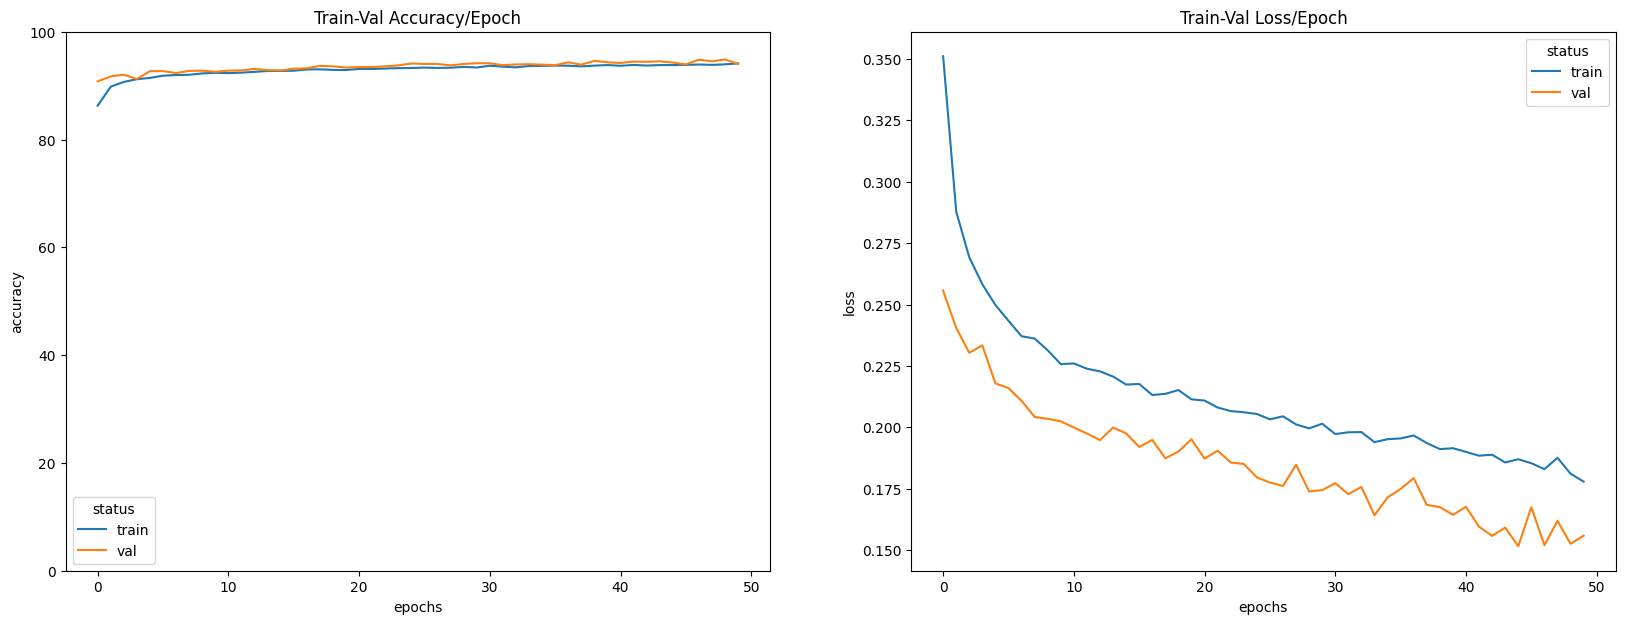 Train-Val Accuracy/Epoch
100
80
60
40
20
0
accuracy
status
train
val
0 10 20 30 40 50
epochs
Train-Val Loss/Epoch
0.350
0.325
0.300
0.275
0.250
0.225
0.200
0.175
0.150
loss
status
train
val
0 10 20 30 40 50
epochs